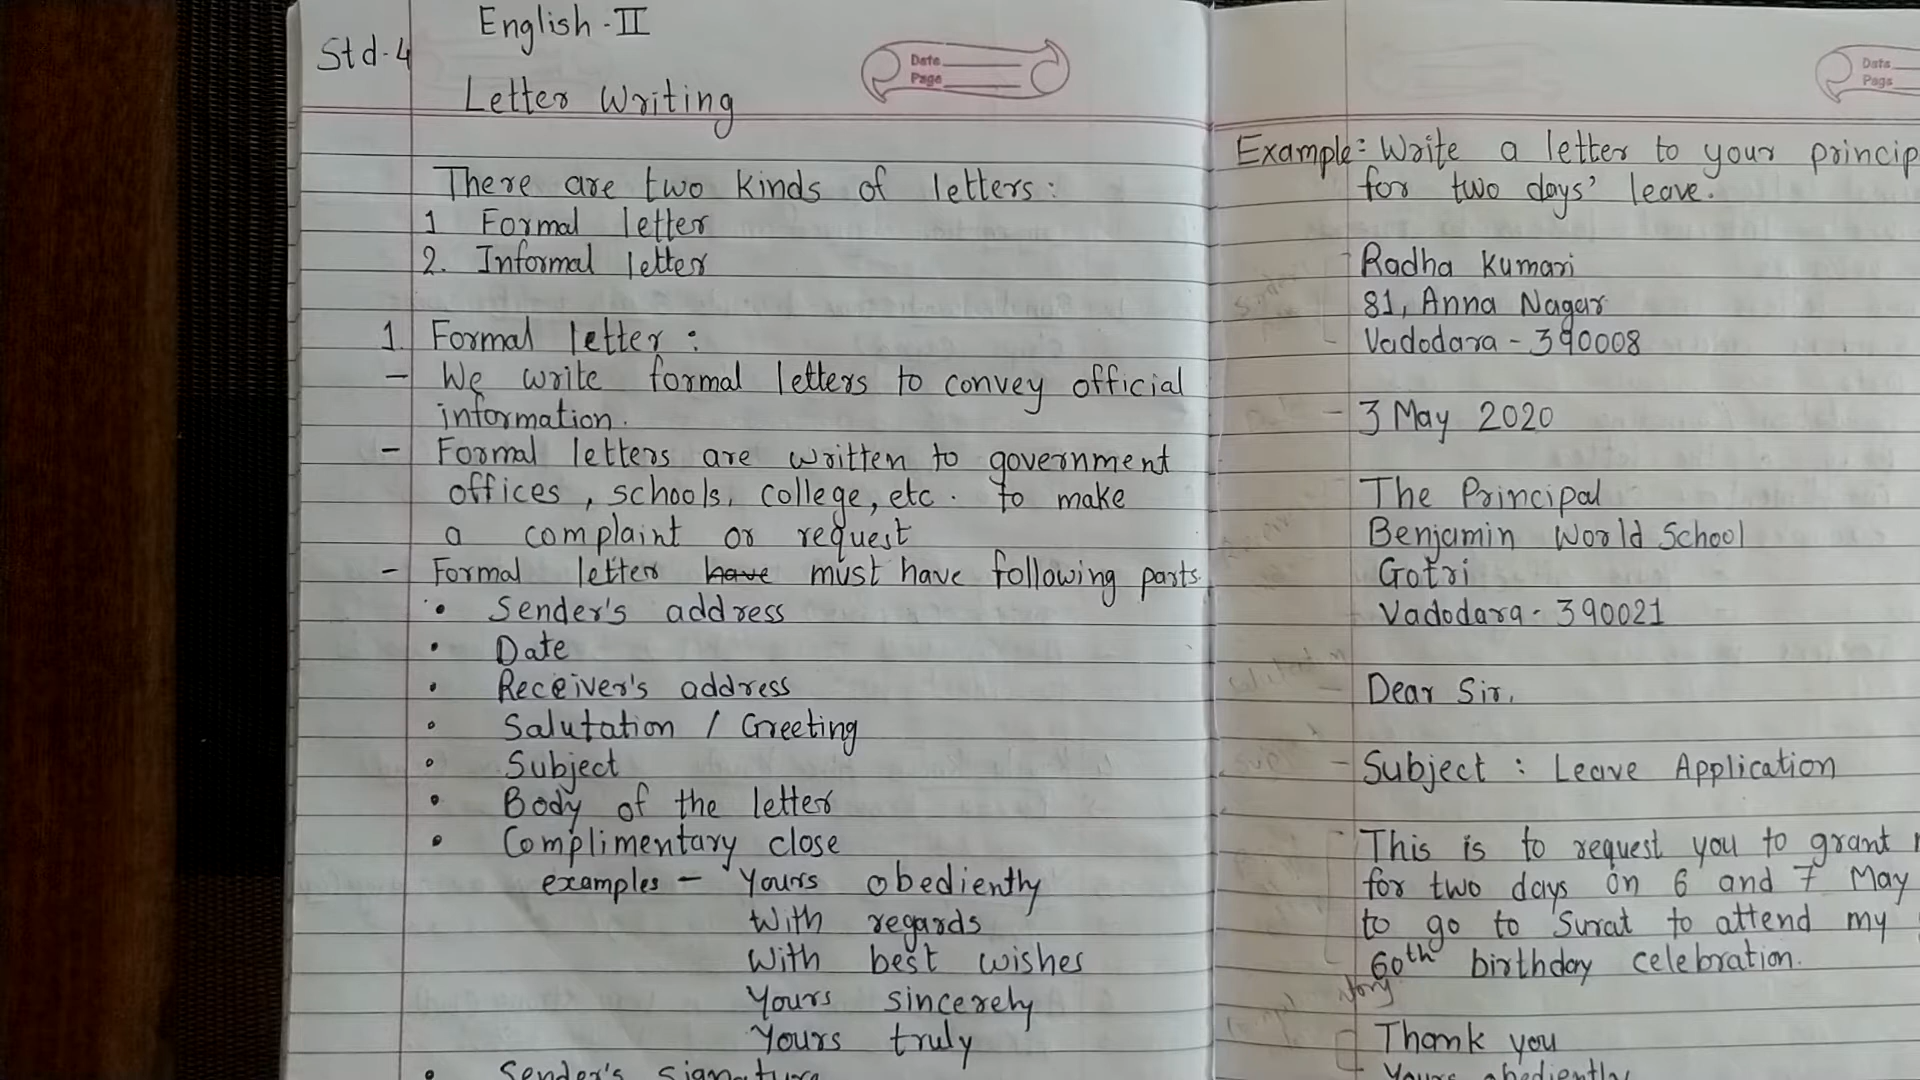 Std-4
English-II
Letter Writing
Date
Page
There are two kinds of letters:
1 Formal letter
2. Informal letter
1. Formal letter :
- We write formal letters to convey official
information.
- Formal letters are written to government
offices, schools, college, etc. to make
a complaint or request
- Formal letter have must have following parts.
• Sender's address
• Date
• Receiver's address
• Salutation / Greeting
• Subject
• Body of the letter
• Complimentary close
examples - Yours obediently
With regards
With best wishes
Yours sincerely
Yours truly
• Sender's signature
Date
Page
Example: Write a letter to your princip
for two days' leave.
- Radha Kumari
81, Anna Nagar
Vadodara - 390008
- 3 May 2020
The Principal
Benjamin World School
Gotri
Vadodara - 390021
- Dear Sir,
- Subject : Leave Application
This is to request you to grant
for two days on 6 and 7 May
to go to Surat to attend my
60th birthday celebration.
Thank you
Yours obediently